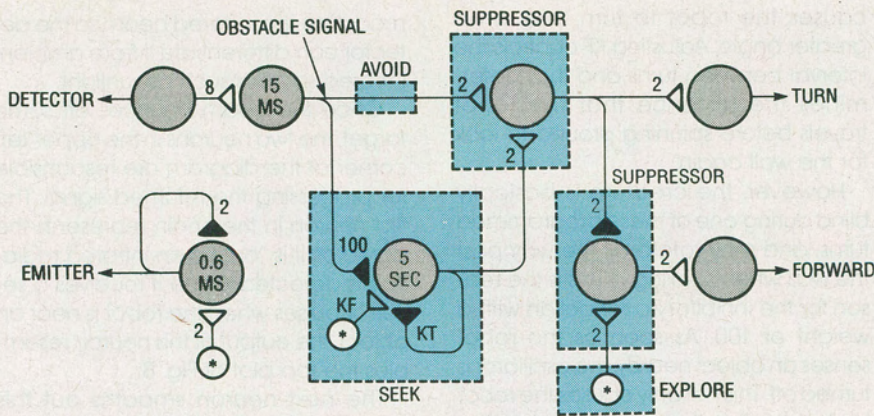 SUPPRESSOR
OBSTACLE SIGNAL
AVOID
DETECTOR
8
15 MS
2
2
TURN
2
SUPPRESSOR
2
EMITTER
0.6 MS
2
100
5 SEC
KF
KT
*
SEEK
2
2
FORWARD
2
*
EXPLORE
2
*